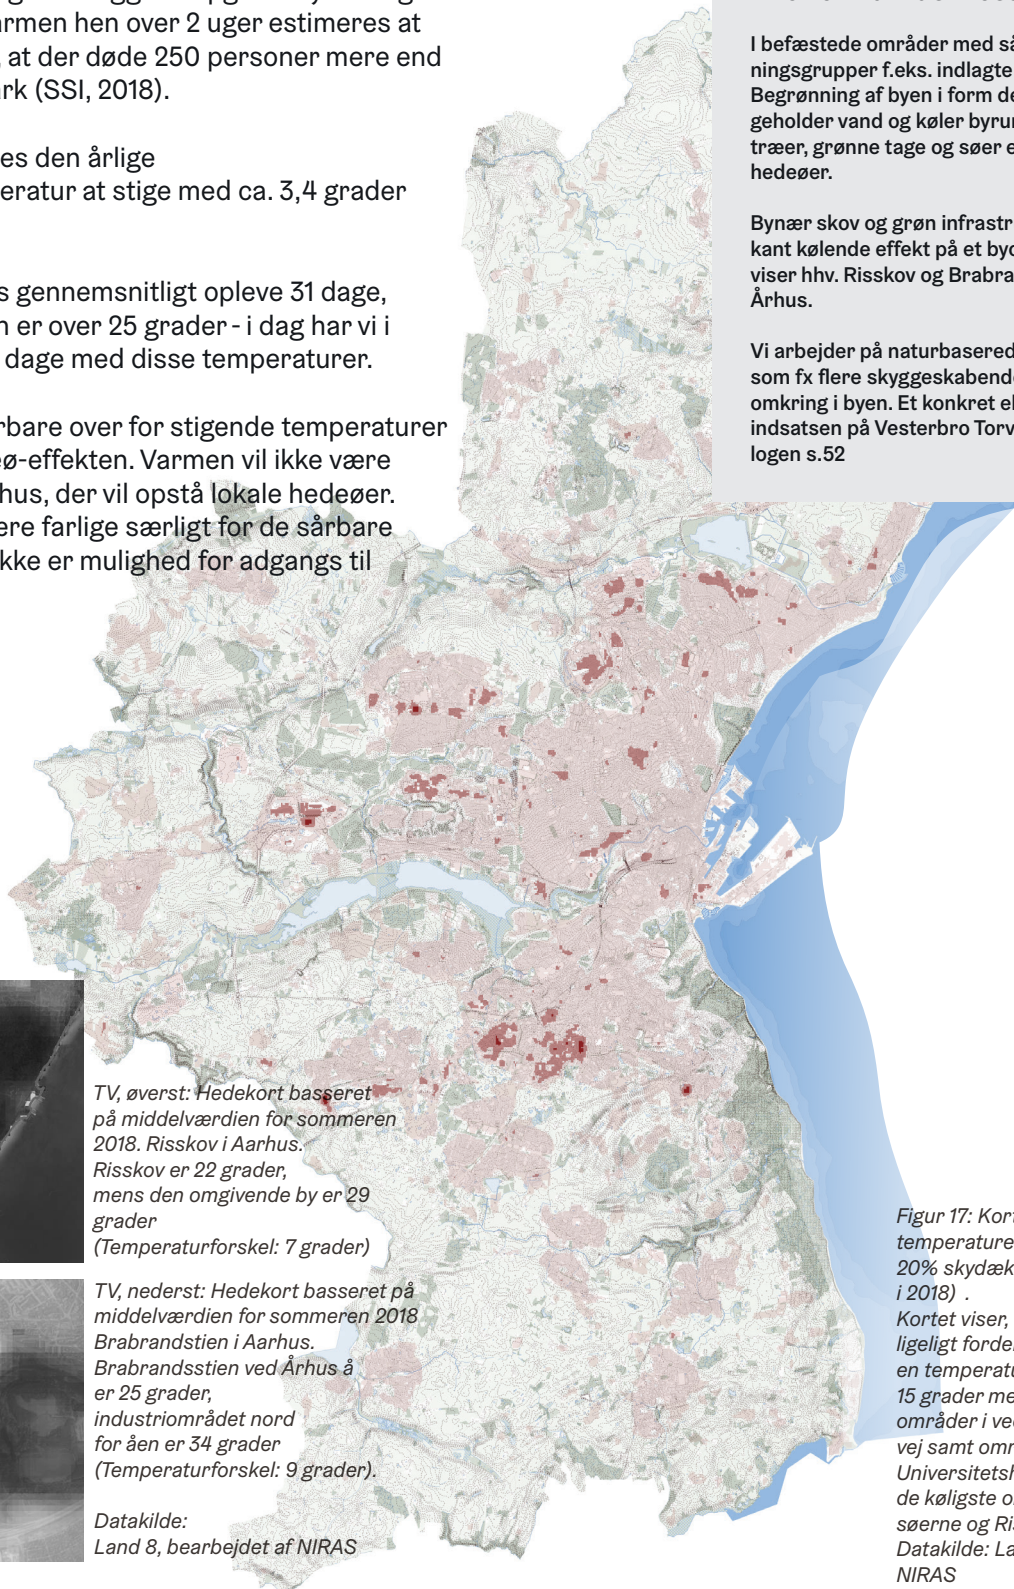 armen hen over 2 uger estimeres at
at der døde 250 personer mere end
rk (SSI, 2018).
es den årlige
eratur at stige med ca. 3,4 grader
s gennemsnitligt opleve 31 dage,
n er over 25 grader - i dag har vi i
dage med disse temperaturer.
rbare over for stigende temperaturer
eø-effekten. Varmen vil ikke være
hus, der vil opstå lokale hedeøer.
ere farlige særligt for de sårbare
kke er mulighed for adgangs til
I befæstede områder med så
ningsgrupper f.eks. indlagte
Begrønning af byen i form de
geholder vand og køler byru
træer, grønne tage og søer e
hedeøer.
Bynær skov og grøn infrastr
kant kølende effekt på et byo
viser hhv. Risskov og Brabra
Århus.
Vi arbejder på naturbasered
som fx flere skyggeskabende
omkring i byen. Et konkret e
indsatsen på Vesterbro Torv
logen s.52
TV, øverst: Hedekort basseret
på middelværdien for sommeren
2018. Risskov i Aarhus.
Risskov er 22 grader,
mens den omgivende by er 29
grader
(Temperaturforskel: 7 grader)
TV, nederst: Hedekort basseret på
middelværdien for sommeren 2018
Brabrandstien i Aarhus.
Brabrandsstien ved Århus å
er 25 grader,
industriområdet nord
for åen er 34 grader
(Temperaturforskel: 9 grader).
Datakilde:
Land 8, bearbejdet af NIRAS
Figur 17: Kort
temperature
20% skydæk
i 2018) .
Kortet viser,
ligeligt forde
en temperatu
15 grader me
områder i ve
vej samt omr
Universitetsh
de køligste o
søerne og Ris
Datakilde: La
NIRAS